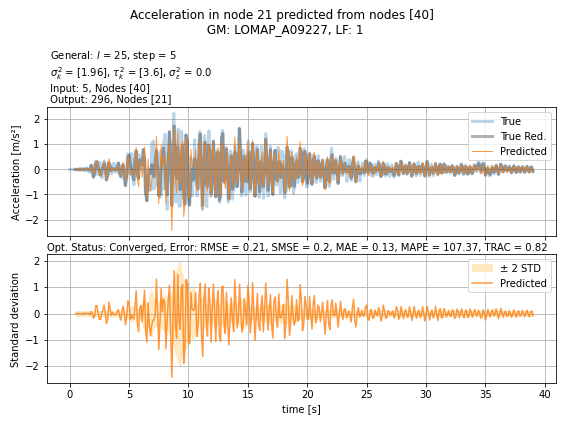 Acceleration in node 21 predicted from nodes [40]
GM: LOMAP_A09227, LF: 1
General: l = 25, step = 5
σ²ₖ = [1.96], τ²ₖ = [3.6], σ²ε = 0.0
Input: 5, Nodes [40]
Output: 296, Nodes [21]
Acceleration [m/s²]
2
1
0
−1
−2
True
True Red.
Predicted
Opt. Status: Converged, Error: RMSE = 0.21, SMSE = 0.2, MAE = 0.13, MAPE = 107.37, TRAC = 0.82
Standard deviation
2
1
0
−1
−2
± 2 STD
Predicted
0 5 10 15 20 25 30 35 40
time [s]